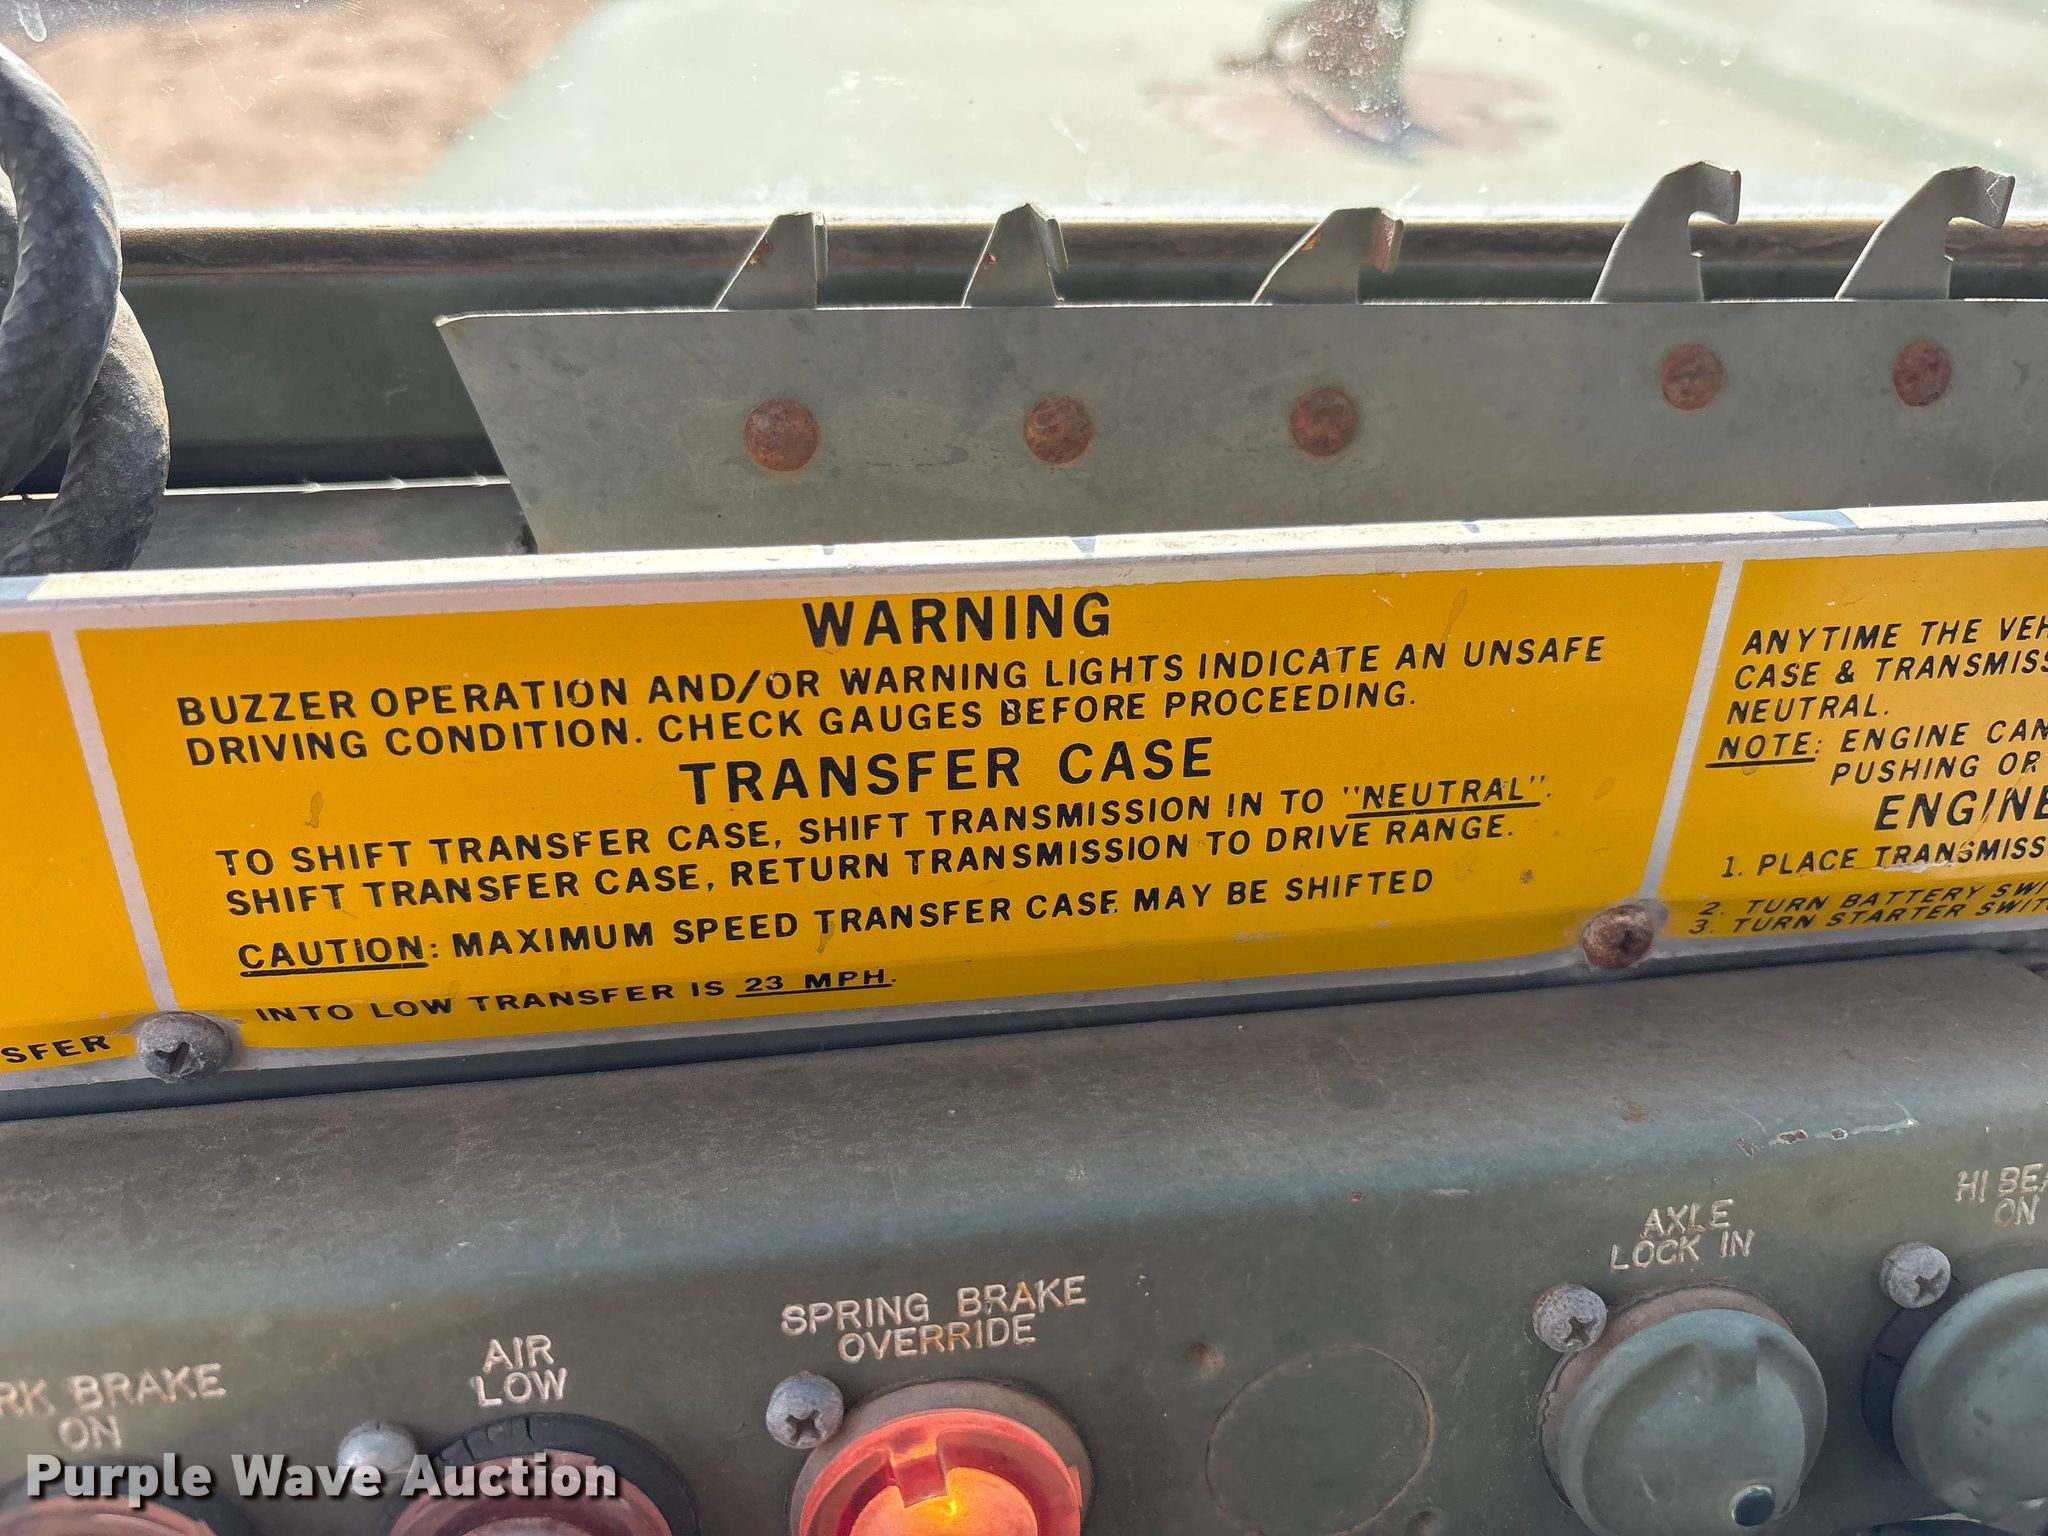 WARNING
BUZZER OPERATION AND/OR WARNING LIGHTS INDICATE AN UNSAFE
DRIVING CONDITION. CHECK GAUGES BEFORE PROCEEDING.
TRANSFER CASE
TO SHIFT TRANSFER CASE, SHIFT TRANSMISSION IN TO "NEUTRAL".
SHIFT TRANSFER CASE, RETURN TRANSMISSION TO DRIVE RANGE.
CAUTION: MAXIMUM SPEED TRANSFER CASE MAY BE SHIFTED
INTO LOW TRANSFER IS 23 MPH.
SFER
ANYTIME THE VEH
CASE & TRANSMISS
NEUTRAL.
NOTE: ENGINE CAN
PUSHING OR
ENGINE
1. PLACE TRANSMISS
2. TURN BATTERY SWI
3. TURN STARTER SWIT
RK BRAKE
ON
AIR
LOW
SPRING BRAKE
OVERRIDE
AXLE
LOCK IN
HI BEA
ON
Purple Wave Auction